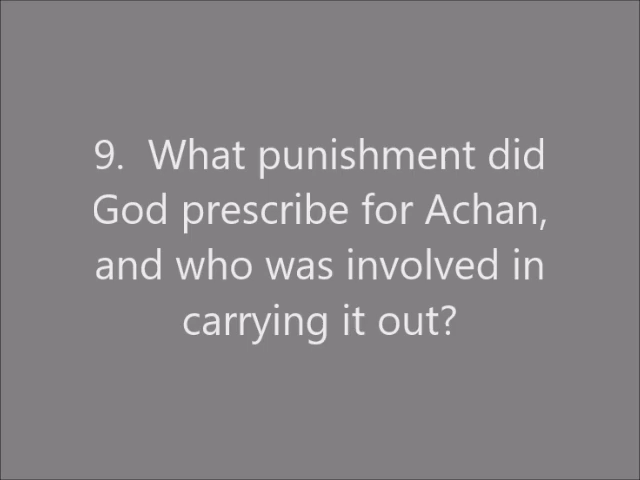 9.  What punishment did
God prescribe for Achan,
and who was involved in
carrying it out?